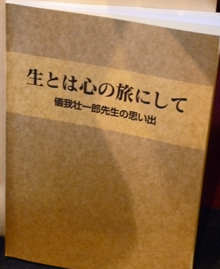 生とは心の旅にして
儀我壮一郎先生の思い出